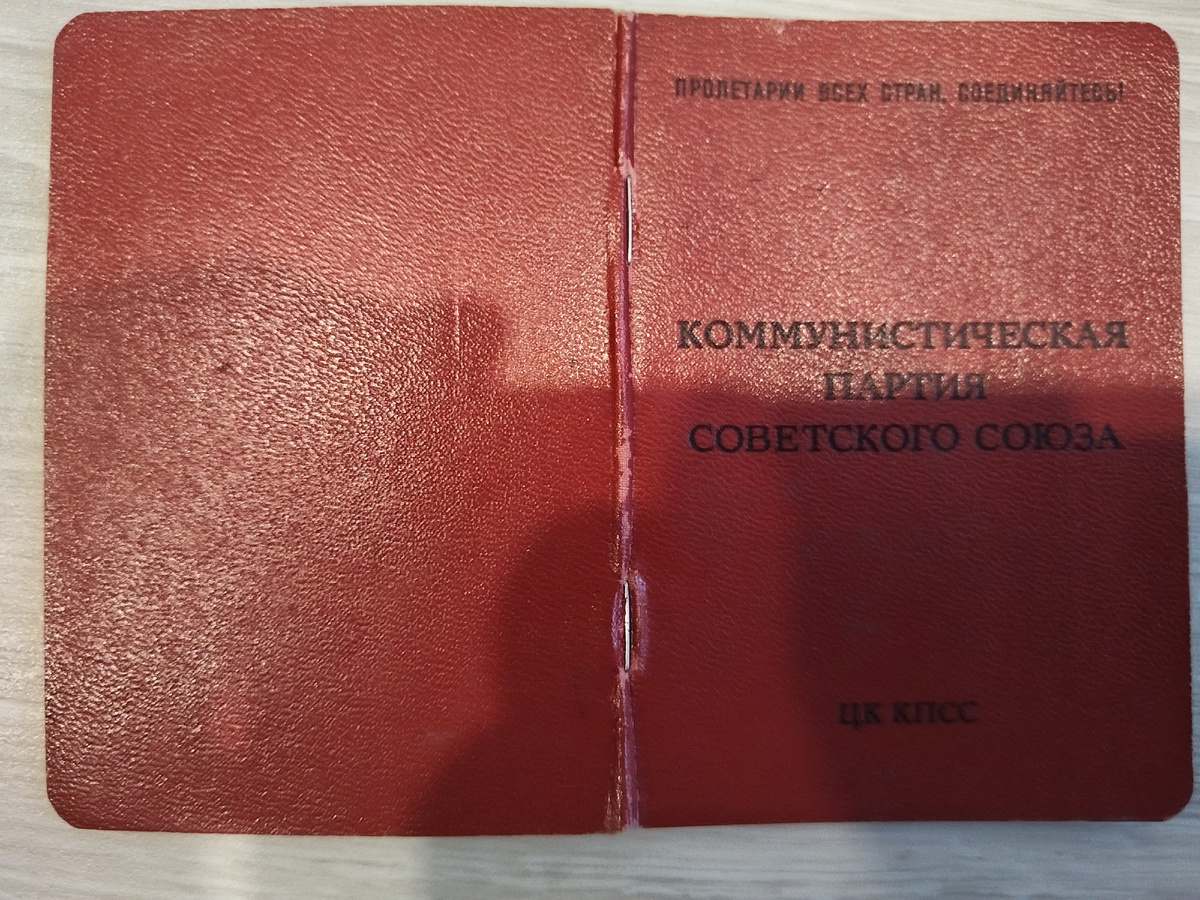 ПРОЛЕТАРИИ ВСЕХ СТРАН, СОЕДИНЯЙТЕСЬ!
КОММУНИСТИЧЕСКАЯ
ПАРТИЯ
СОВЕТСКОГО СОЮЗА
ЦК КПСС